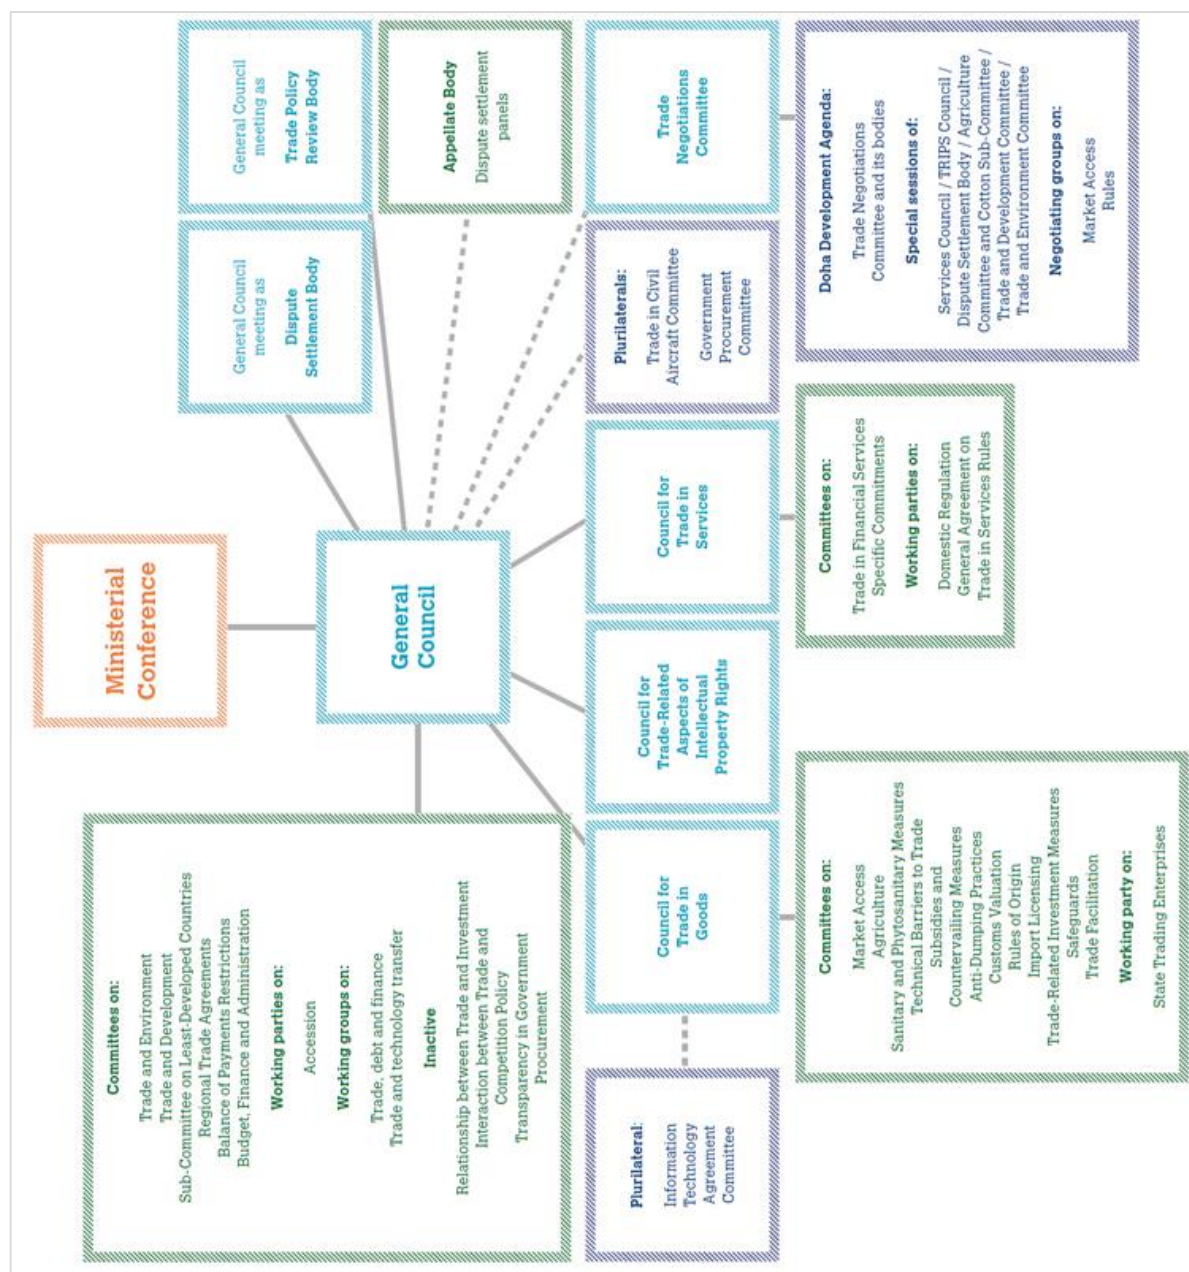 Ministerial
Conference
General
Council
General Council
meeting as
Dispute
Settlement Body
General Council
meeting as
Trade Policy
Review Body
Appellate Body
Dispute settlement
panels
Committees on:
Trade and Environment
Trade and Development
Sub-Committee on Least-Developed Countries
Regional Trade Agreements
Balance of Payments Restrictions
Budget, Finance and Administration
Working parties on:
Accession
Working groups on:
Trade, debt and finance
Trade and technology transfer
Inactive
Relationship between Trade and Investment
Interaction between Trade and
Competition Policy
Transparency in Government
Procurement
Plurilateral:
Information
Technology
Agreement
Committee
Council for
Trade in
Goods
Council for
Trade-Related
Aspects of
Intellectual
Property Rights
Council for
Trade in
Services
Plurilaterals:
Trade in Civil
Aircraft Committee
Government
Procurement
Committee
Trade
Negotiations
Committee
Committees on:
Market Access
Agriculture
Sanitary and Phytosanitary Measures
Technical Barriers to Trade
Subsidies and
Countervailing Measures
Anti-Dumping Practices
Customs Valuation
Rules of Origin
Import Licensing
Trade-Related Investment Measures
Safeguards
Trade Facilitation
Working party on:
State Trading Enterprises
Committees on:
Trade in Financial Services
Specific Commitments
Working parties on:
Domestic Regulation
General Agreement on
Trade in Services Rules
Doha Development Agenda:
Trade Negotiations
Committee and its bodies
Special sessions of:
Services Council / TRIPS Council /
Dispute Settlement Body / Agriculture
Committee and Cotton Sub-Committee /
Trade and Development Committee /
Trade and Environment Committee
Negotiating groups on:
Market Access
Rules